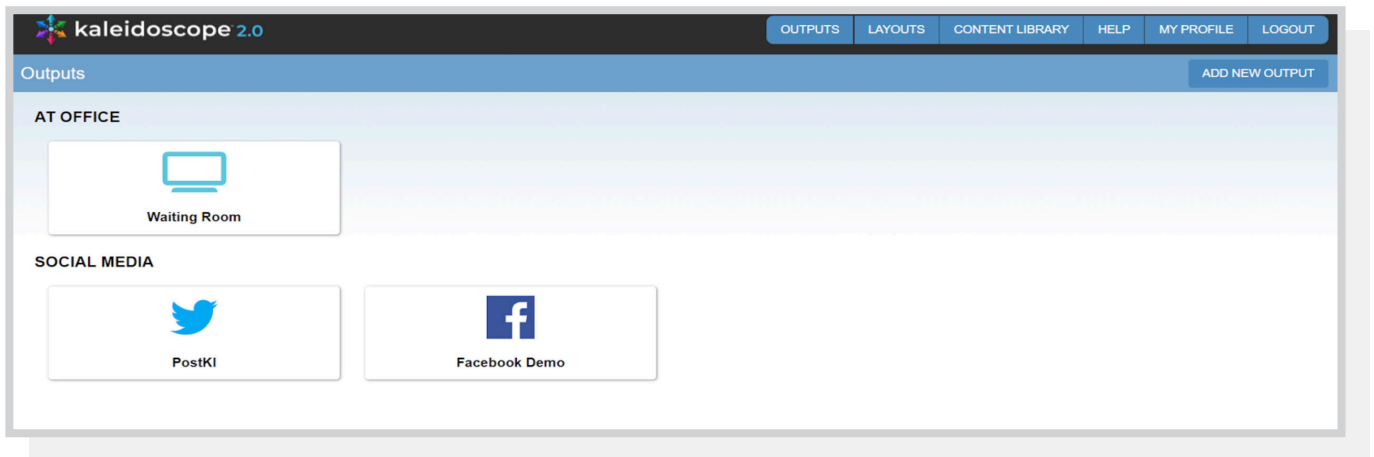 kaleidoscope 2.0
OUTPUTS LAYOUTS CONTENT LIBRARY HELP MY PROFILE LOGOUT
Outputs
ADD NEW OUTPUT
AT OFFICE
Waiting Room
SOCIAL MEDIA
PostKI
Facebook Demo